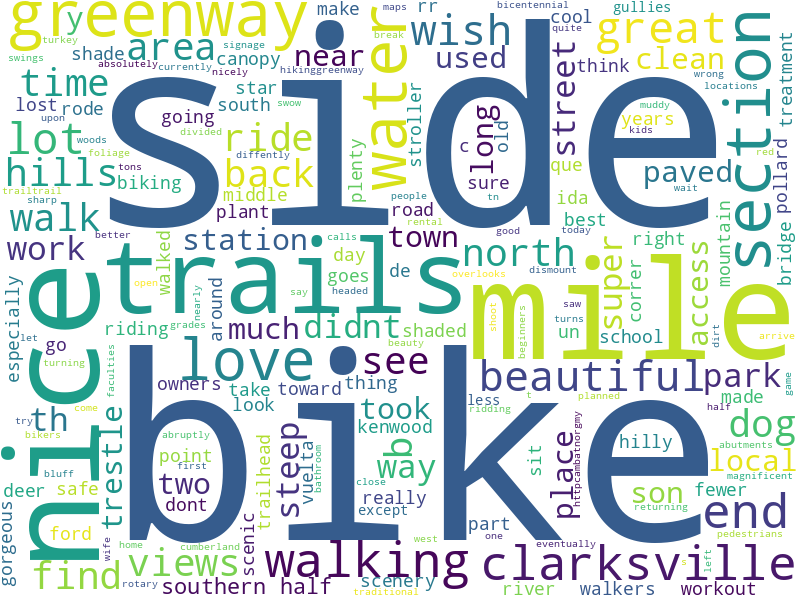 greenway
side
bike
mile
trails
nice
section
water
wish
great
clean
area
near
used
street
think
time
shade
canopy
make
rr
cool
bicentennial
gullies
maps
break
quite
turkey
swings
signage
absolutely
currently
nicely
hikinggreenway
y
lost
rode
going
star
south
long
c
old
stroller
years
kids
muddy
wrong
locations
treatment
lot
upon
woods
swow
divided
ride
plenty
que
foliage
tons
differently
hills
biking
back
middle
sure
paved
ida
red
wait
pollard
trailtrail
sharp
walk
plant
road
people
tn
rental
good
best
today
bridge
better
work
station
walked
town
north
super
right
access
mountain
calls
day
de
goes
headed
overlooks
dismount
correr
saw
turns
un
school
dirt
open
say
nearly
around
especially
let
go
riding
grades
much
didnt
shaded
beauty
shoot
beginners
arrive
turning
faculties
love
see
beautiful
park
owners
take
toward
thing
less
ridding
t
planned
made
half
game
try
th
come
look
took
kenwood
bikers
trestle
abruptly
b
dog
abutments
hilly
bluff
point
first
trailhead
steep
vuelta
bathroom
way
close
sit
place
httpcambatnorgmy
local
magnificent
deer
safe
two
really
son
fewer
gorgeous
dont
except
returning
end
ford
part
one
pedestrians
wife
home
cumberland
scenic
west
eventually
find
views
walking
clarksville
left
s
rotary
southern half
scenery
traditional
river
walkers
workout